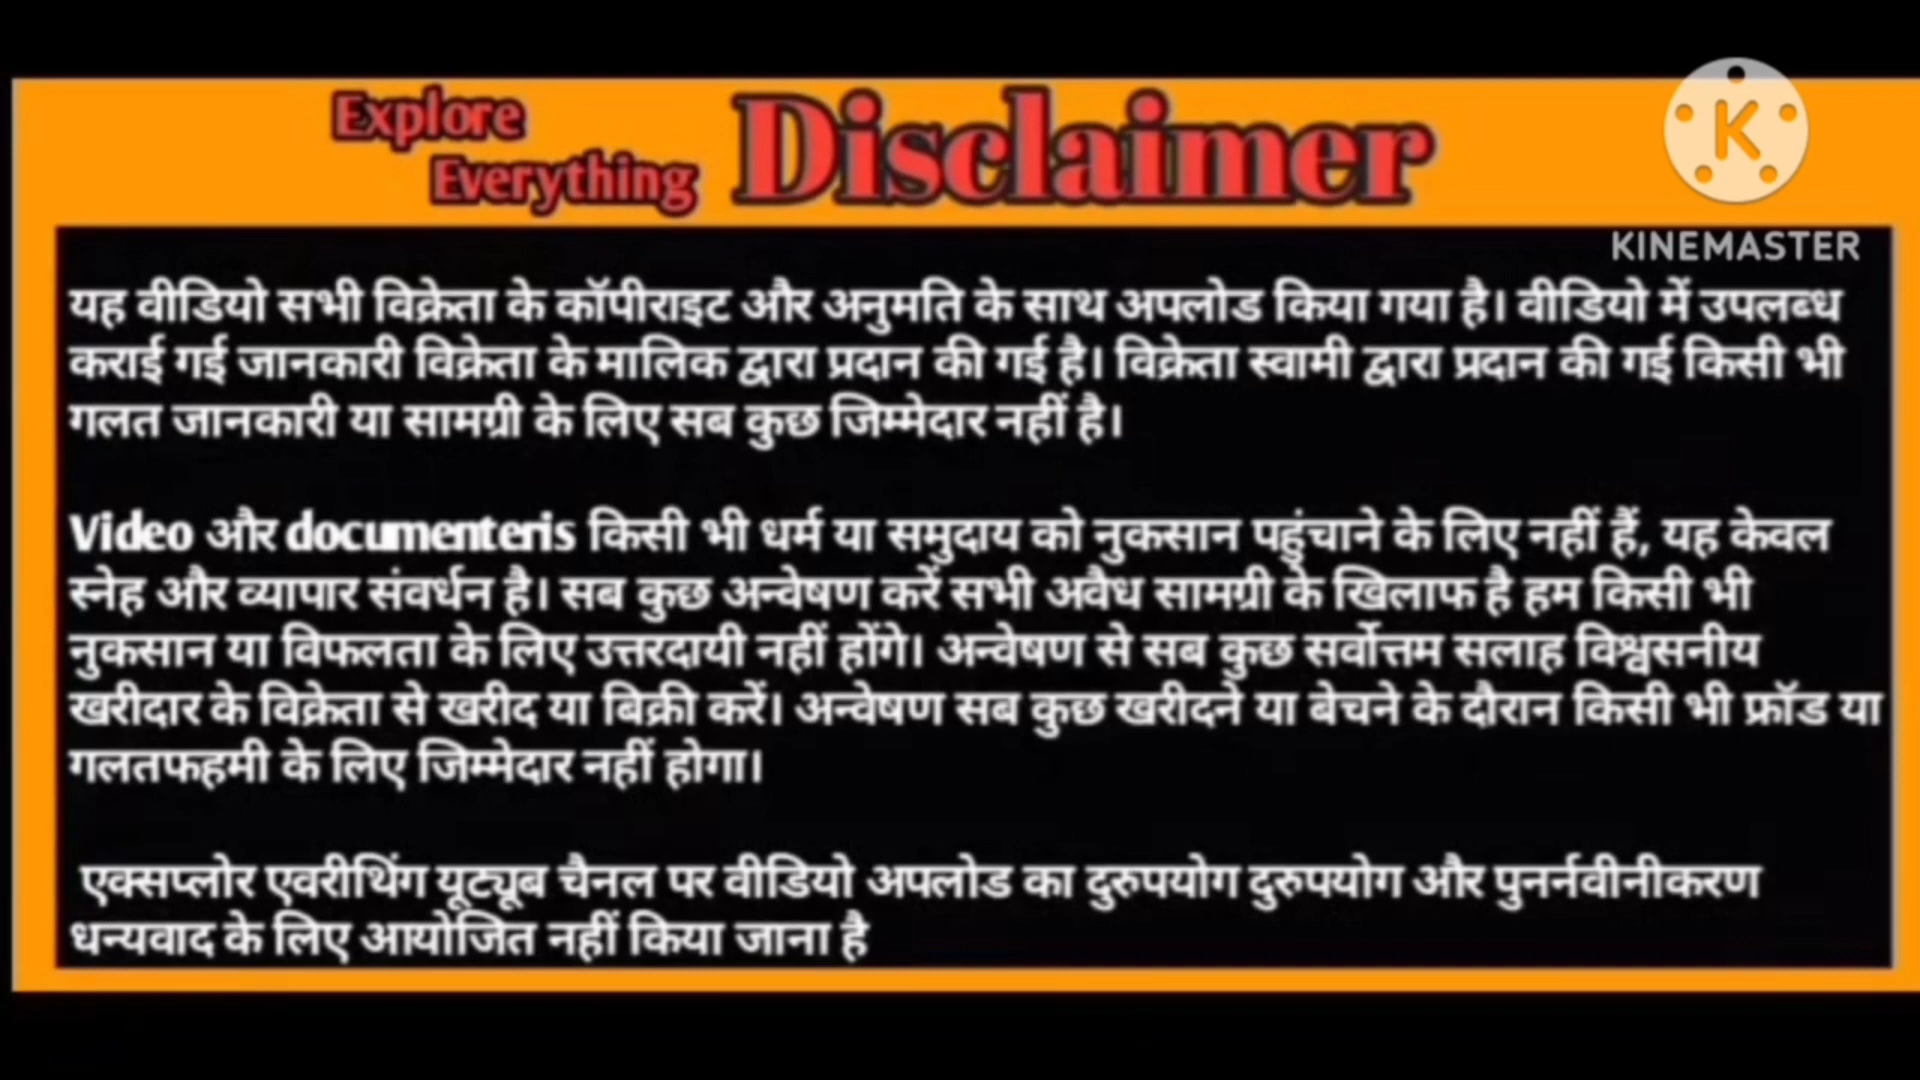 Explore
Everything
Disclaimer
KINEMASTER
यह वीडियो सभी विक्रेता के कॉपीराइट और अनुमति के साथ अपलोड किया गया है। वीडियो में उपलब्ध
कराई गई जानकारी विक्रेता के मालिक द्वारा प्रदान की गई है। विक्रेता स्वामी द्वारा प्रदान की गई किसी भी
गलत जानकारी या सामग्री के लिए सब कुछ जिम्मेदार नहीं है।
Video और documenteris किसी भी धर्म या समुदाय को नुकसान पहुंचाने के लिए नहीं हैं, यह केवल
स्नेह और व्यापार संवर्धन है। सब कुछ अन्वेषण करें सभी अवैध सामग्री के खिलाफ है हम किसी भी
नुकसान या विफलता के लिए उत्तरदायी नहीं होंगे। अन्वेषण से सब कुछ सर्वोत्तम सलाह विश्वसनीय
खरीदार के विक्रेता से खरीद या बिक्री करें। अन्वेषण सब कुछ खरीदने या बेचने के दौरान किसी भी फ्रॉड या
गलतफहमी के लिए जिम्मेदार नहीं होगा।
एक्सप्लोर एवरीथिंग यूट्यूब चैनल पर वीडियो अपलोड का दुरुपयोग दुरुपयोग और पुनर्नवीनीकरण
धन्यवाद के लिए आयोजित नहीं किया जाना है